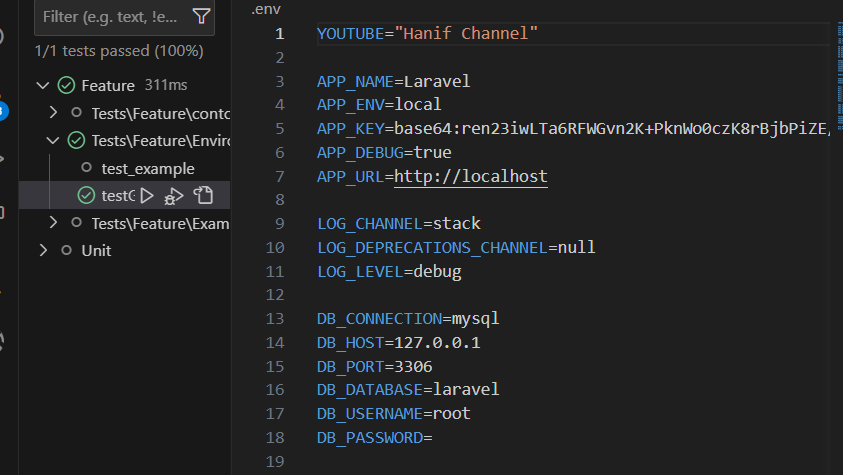 Filter (e.g. text, !e...
1/1 tests passed (100%)
Feature 311ms
Tests\Feature\conto
Tests\Feature\Enviro
test_example
testG
Tests\Feature\Exam
Unit
.env
1 YOUTUBE="Hanif Channel"
2
3 APP_NAME=Laravel
4 APP_ENV=local
5 APP_KEY=base64:ren23iwLTa6RFWGvn2K+PknWo0czK8rBjbPiZE/
6 APP_DEBUG=true
7 APP_URL=http://localhost
8
9 LOG_CHANNEL=stack
10 LOG_DEPRECATIONS_CHANNEL=null
11 LOG_LEVEL=debug
12
13 DB_CONNECTION=mysql
14 DB_HOST=127.0.0.1
15 DB_PORT=3306
16 DB_DATABASE=laravel
17 DB_USERNAME=root
18 DB_PASSWORD=
19